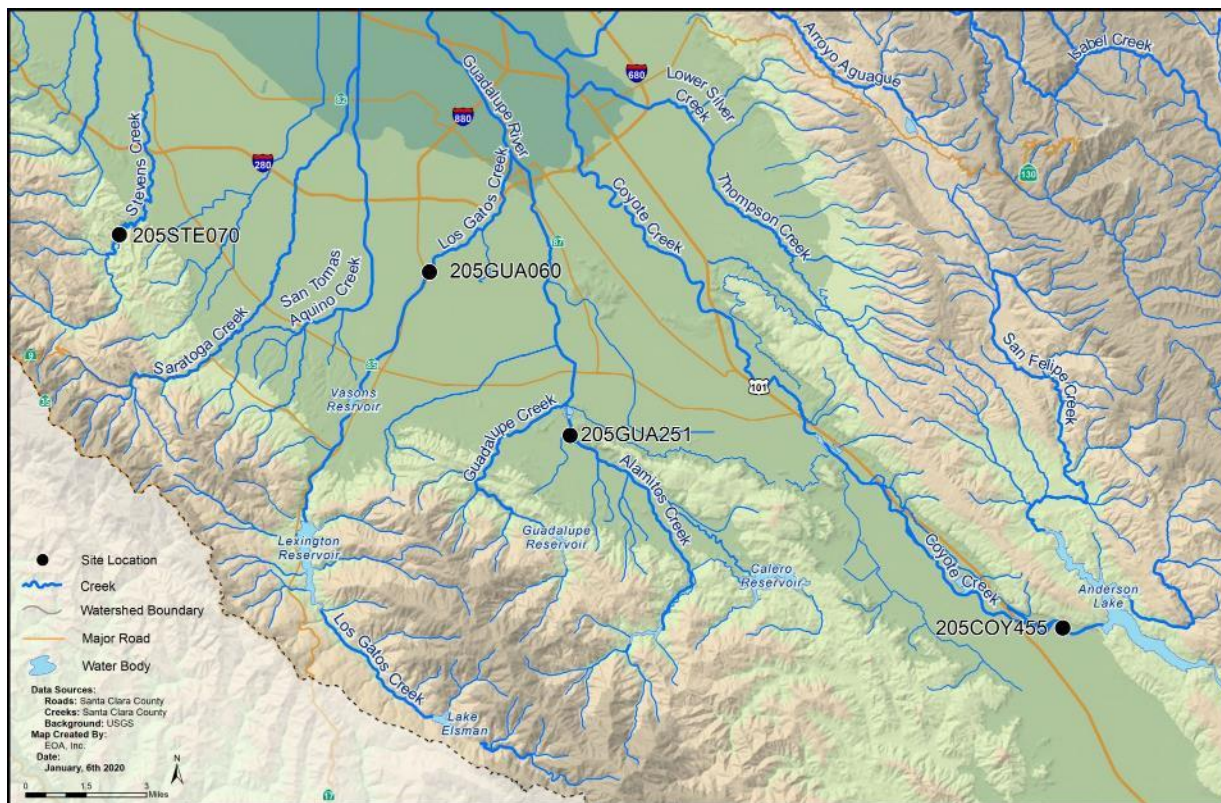 Arroyo Aguague
Isabel Creek
680
Lower Silver
Creek
Guadalupe River
82
880
Stevens Creek
280
130
Los Gatos Creek
Coyote Creek
Thompson Creek
205STE070
87
205GUA060
San Tomas
Aquino Creek
Saratoga Creek
San Felipe Creek
9
35
85
101
Vasons
Resrvoir
Guadalupe Creek
205GUA251
Alamitos Creek
Lexington
Reservoir
Guadalupe
Reservoir
Calero
Reservoir
Coyote Creek
Anderson
Lake
205COY455
Los Gatos Creek
Lake
Elsman
Site Location
Creek
Watershed Boundary
Major Road
Water Body
Data Sources:
Roads: Santa Clara County
Creeks: Santa Clara County
Background: USGS
Map Created By:
EOA, Inc.
Date:
January, 6th 2020
N
0 1.5 3
Miles
17